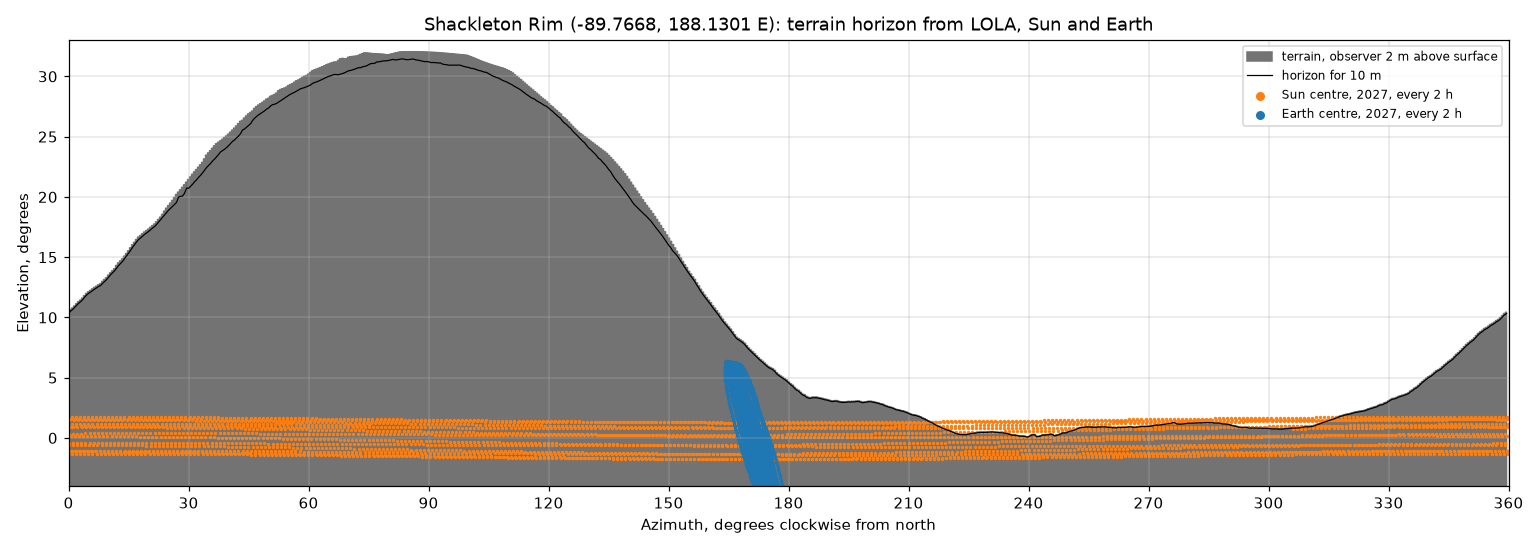 Shackleton Rim (-89.7668, 188.1301 E): terrain horizon from LOLA, Sun and Earth
terrain, observer 2 m above surface
horizon for 10 m
Sun centre, 2027, every 2 h
Earth centre, 2027, every 2 h
Elevation, degrees
30
25
20
15
10
5
0
0 30 60 90 120 150 180 210 240 270 300 330 360
Azimuth, degrees clockwise from north